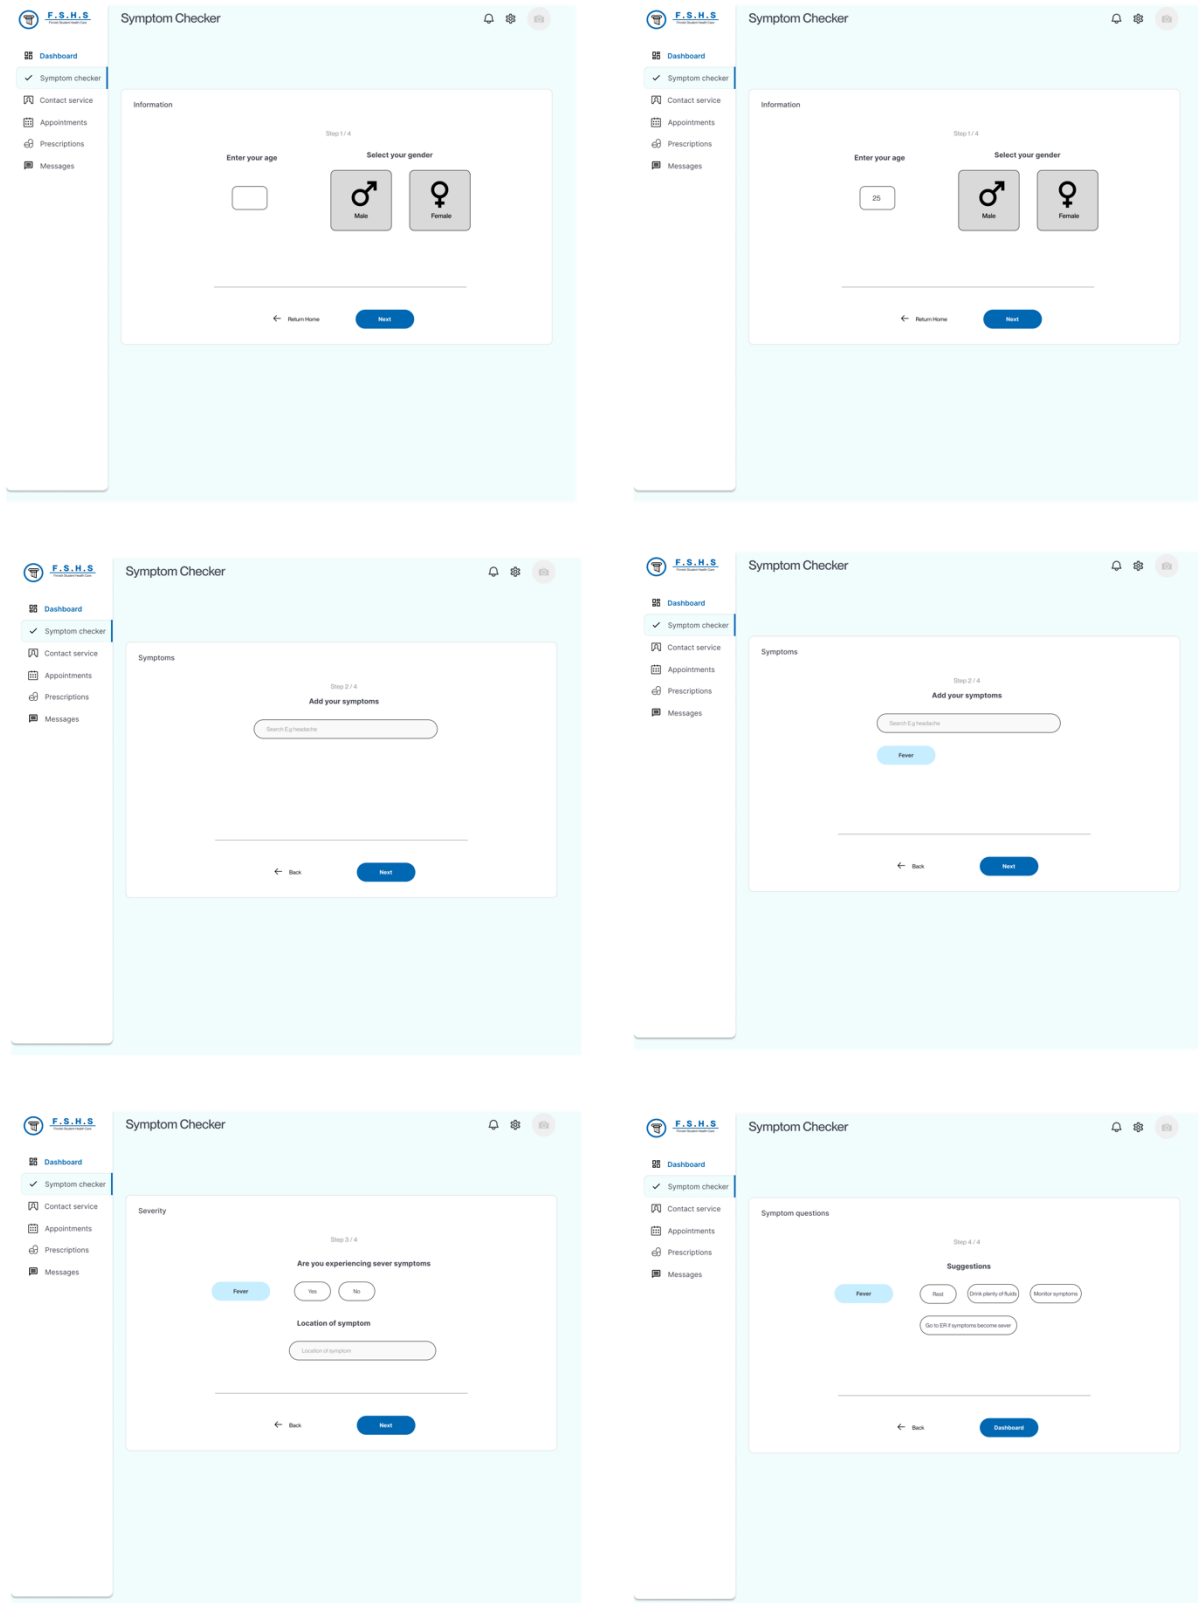 F.S.H.S
Symptom Checker
Dashboard
Symptom checker
Contact service
Appointments
Prescriptions
Messages
Information
Step 1 / 4
Enter your age
Select your gender
Male
Female
Return Home
Next
F.S.H.S
Symptom Checker
Dashboard
Symptom checker
Contact service
Appointments
Prescriptions
Messages
Information
Step 1 / 4
Enter your age
Select your gender
25
Male
Female
Return Home
Next
F.S.H.S
Symptom Checker
Dashboard
Symptom checker
Contact service
Appointments
Prescriptions
Messages
Symptoms
Step 2 / 4
Add your symptoms
Search E.g headache
Back
Next
F.S.H.S
Symptom Checker
Dashboard
Symptom checker
Contact service
Appointments
Prescriptions
Messages
Symptoms
Step 2 / 4
Add your symptoms
Search E.g headache
Fever
Back
Next
F.S.H.S
Symptom Checker
Dashboard
Symptom checker
Contact service
Appointments
Prescriptions
Messages
Severity
Step 3 / 4
Are you experiencing sever symptoms
Fever
Yes
No
Location of symptom
Location of symptom
Back
Next
F.S.H.S
Symptom Checker
Dashboard
Symptom checker
Contact service
Appointments
Prescriptions
Messages
Symptom questions
Step 4 / 4
Suggestions
Fever
Rest
Drink plenty of fluids
Monitor symptoms
Go to ER if symptoms become sever
Back
Dashboard